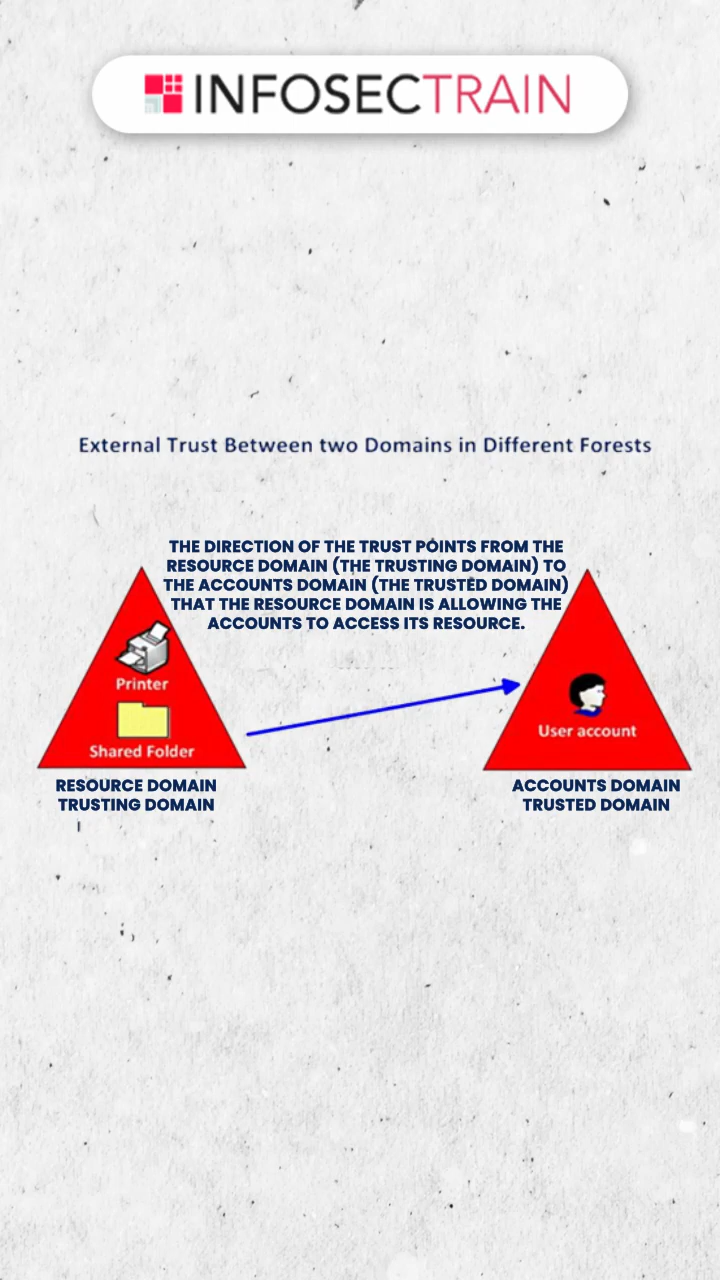 INFOSECTRAIN
External Trust Between two Domains in Different Forests
THE DIRECTION OF THE TRUST POINTS FROM THE
RESOURCE DOMAIN (THE TRUSTING DOMAIN) TO
THE ACCOUNTS DOMAIN (THE TRUSTED DOMAIN)
THAT THE RESOURCE DOMAIN IS ALLOWING THE
ACCOUNTS TO ACCESS ITS RESOURCE.
Printer
Shared Folder
User account
RESOURCE DOMAIN
TRUSTING DOMAIN
ACCOUNTS DOMAIN
TRUSTED DOMAIN